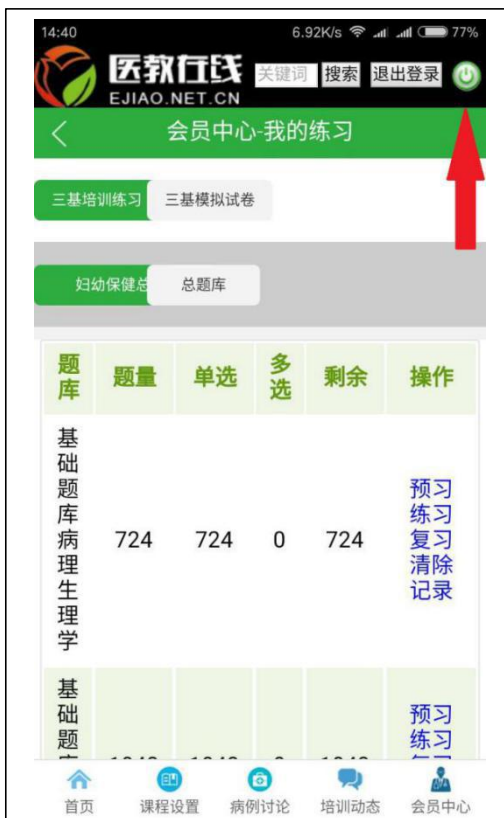 14:40 6.92K/s 77%
医教在线 关键词 搜索 退出登录
EJIAO.NET.CN
会员中心-我的练习
三基培训练习 三基模拟试卷
妇幼保健总 总题库
题库 题量 单选 多选 剩余 操作
基础题库病理生理学 724 724 0 724 预习
练习
复习
清除
记录
基础题 预习
练习
首页 课程设置 病例讨论 培训动态 会员中心